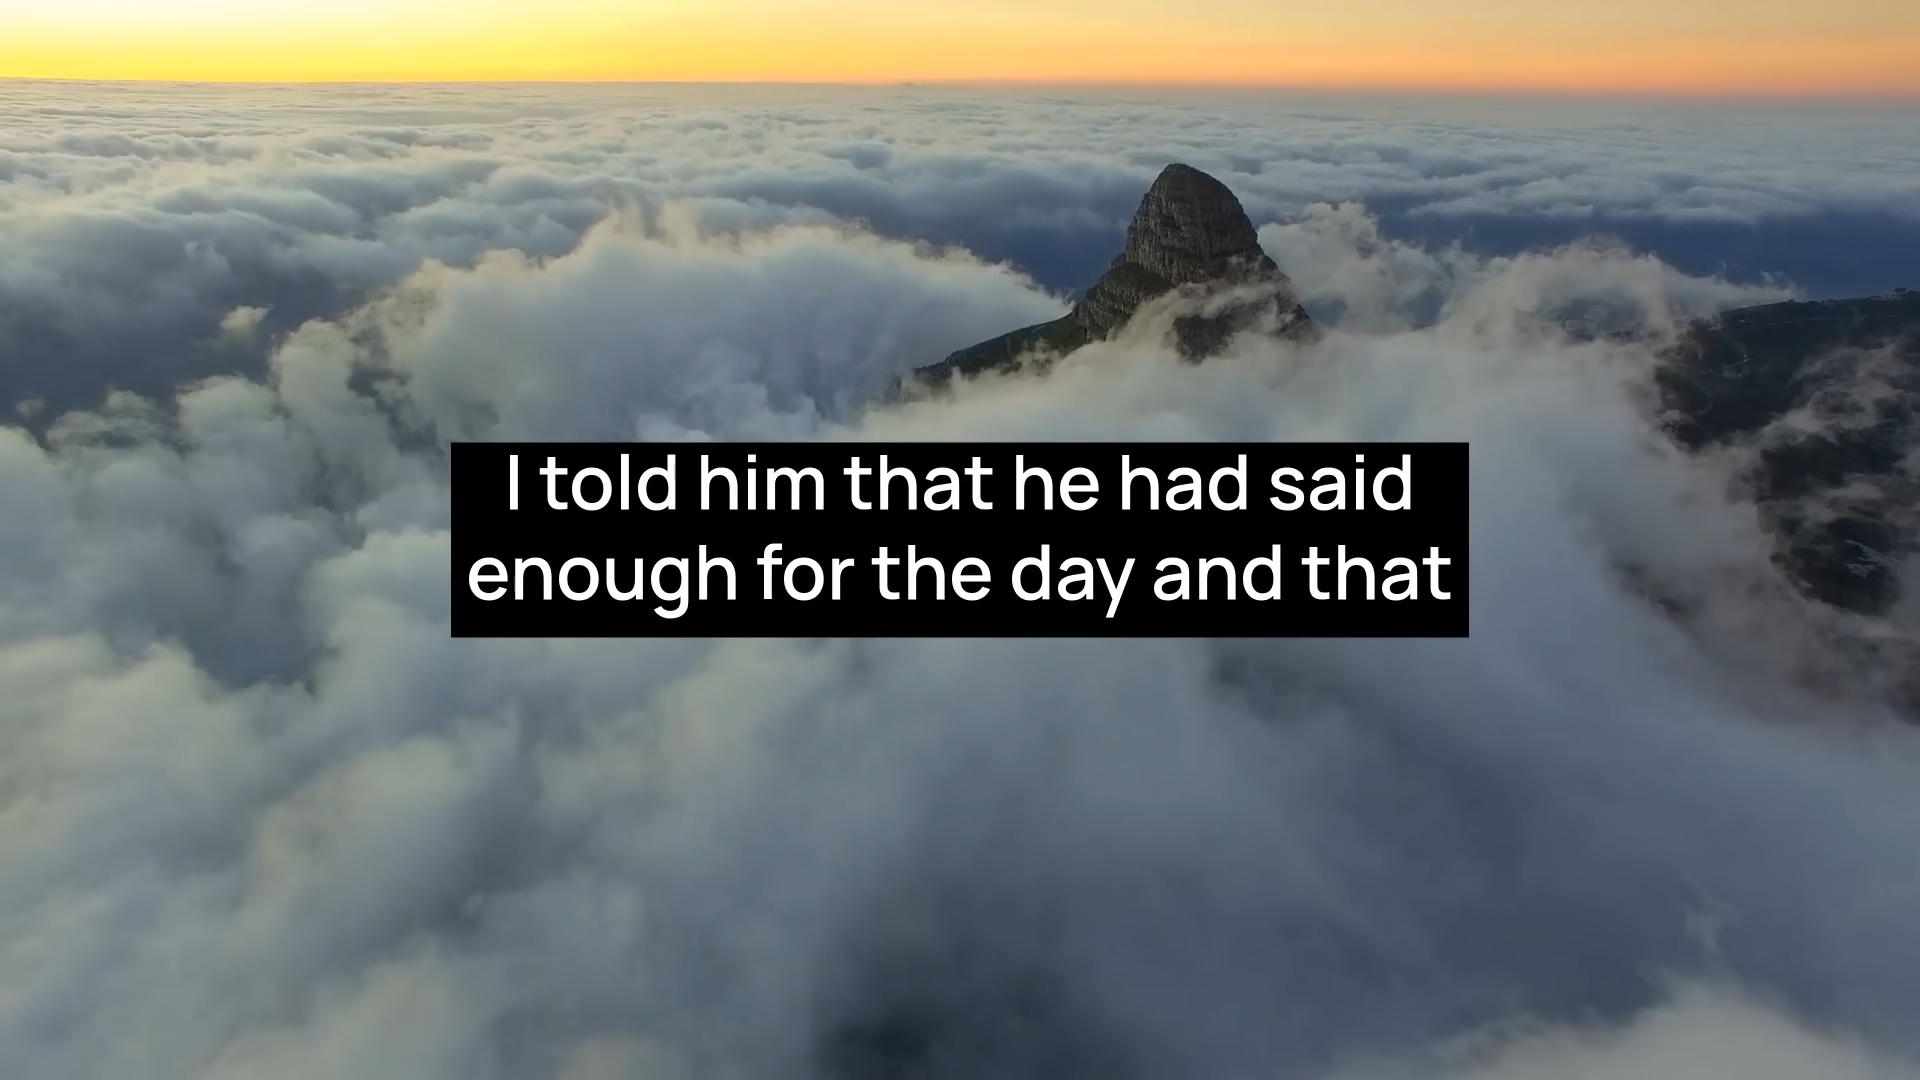 I told him that he had said
enough for the day and that